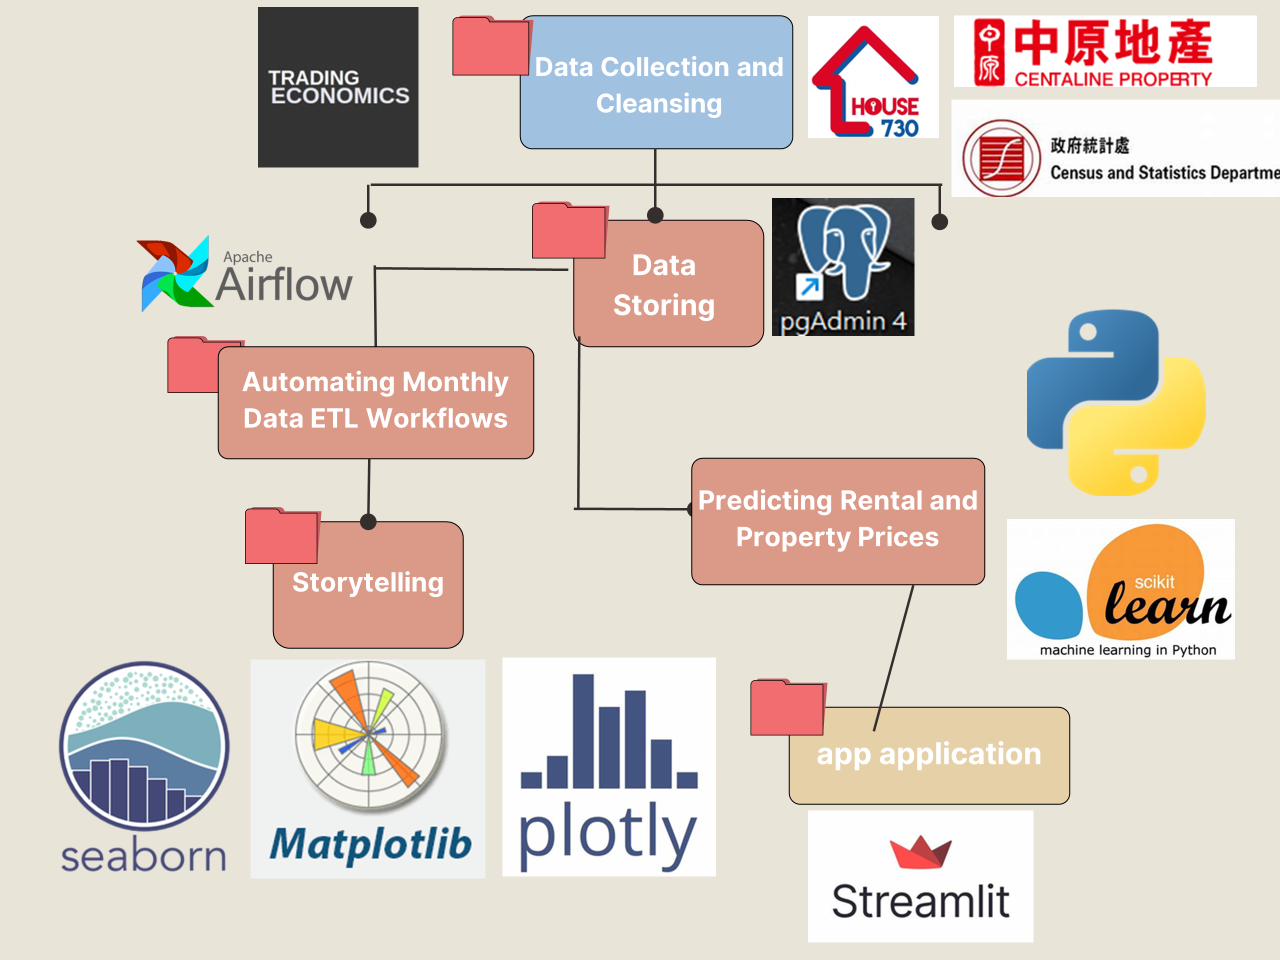 TRADING
ECONOMICS
Data Collection and
Cleansing
HOUSE
730
中原
中原地產
CENTALINE PROPERTY
政府統計處
Census and Statistics Departme
Apache
Airflow
Data
Storing
pgAdmin 4
Automating Monthly
Data ETL Workflows
Predicting Rental and
Property Prices
Storytelling
scikit
learn
machine learning in Python
app application
seaborn
Matplotlib
plotly
Streamlit